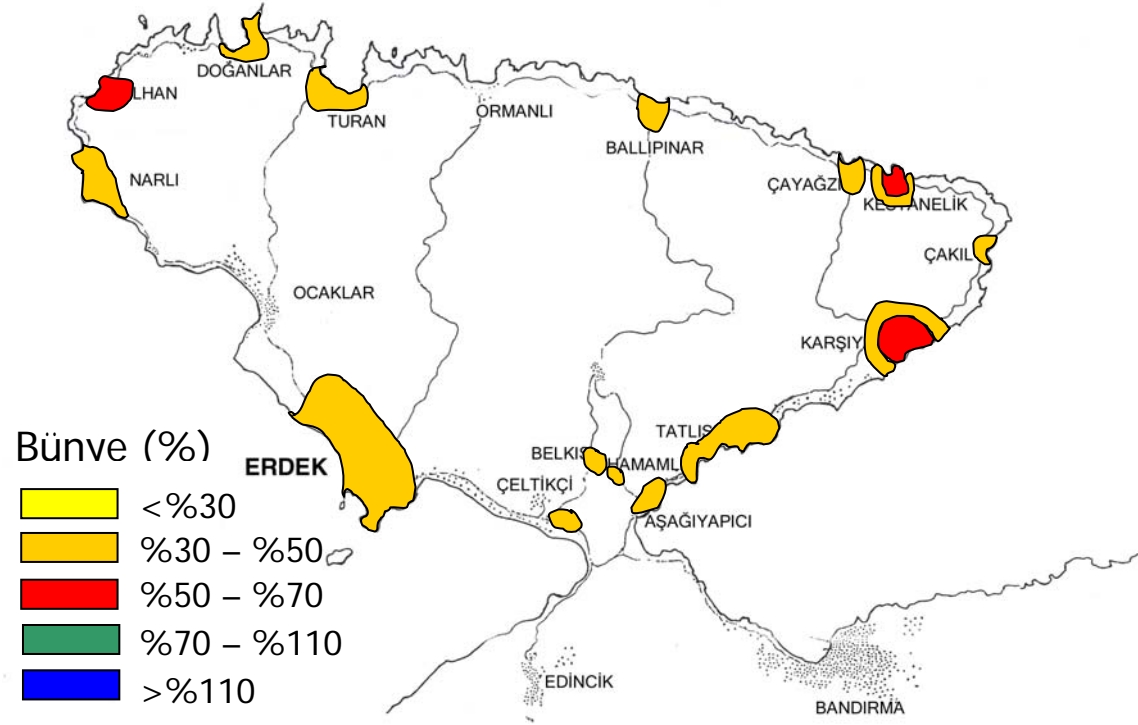 DOĞANLAR
LHAN
TURAN
ORMANLI
BALLIPINAR
NARLI
ÇAYAĞZI
KESTANELİK
ÇAKIL
OCAKLAR
KARŞIY
TATLIS
BELKIS
HAMAML
ERDEK
ÇELTİKÇİ
AŞAĞIYAPICI
EDİNCİK
BANDIRMA
Bünve (%)
<%30
%30 – %50
%50 – %70
%70 – %110
>%110